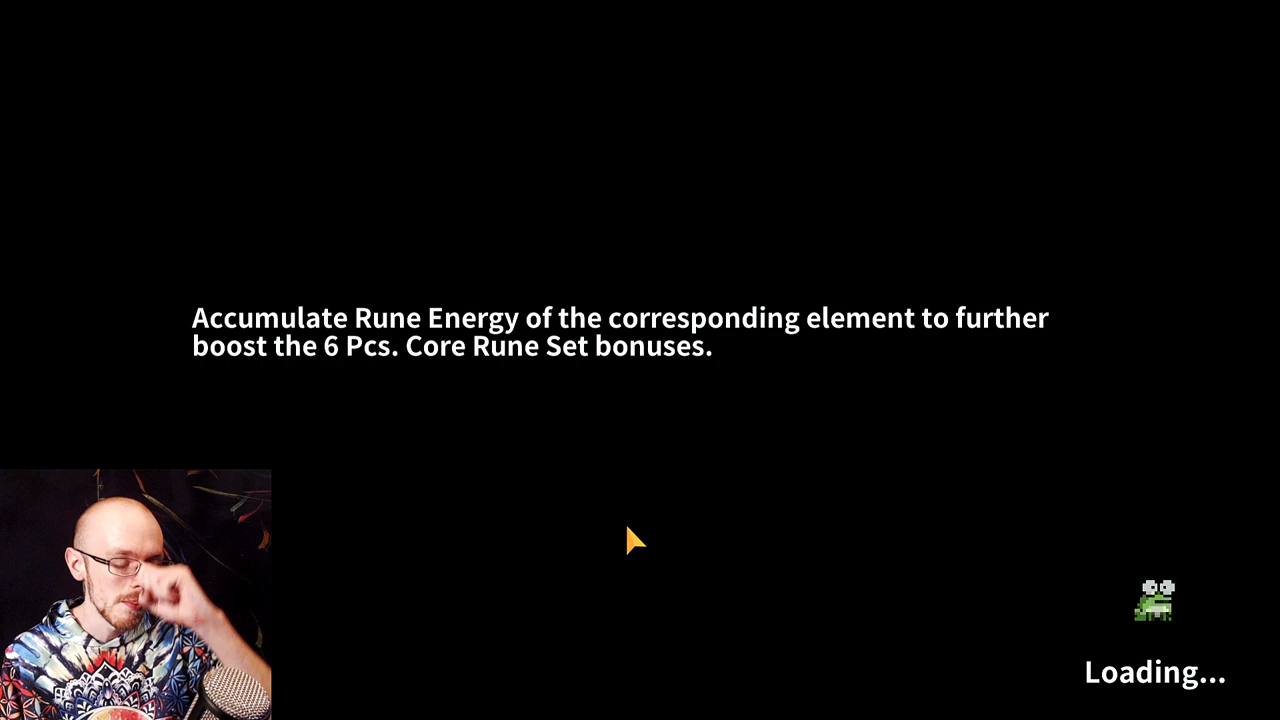 Accumulate Rune Energy of the corresponding element to further
boost the 6 Pcs. Core Rune Set bonuses.
Loading...